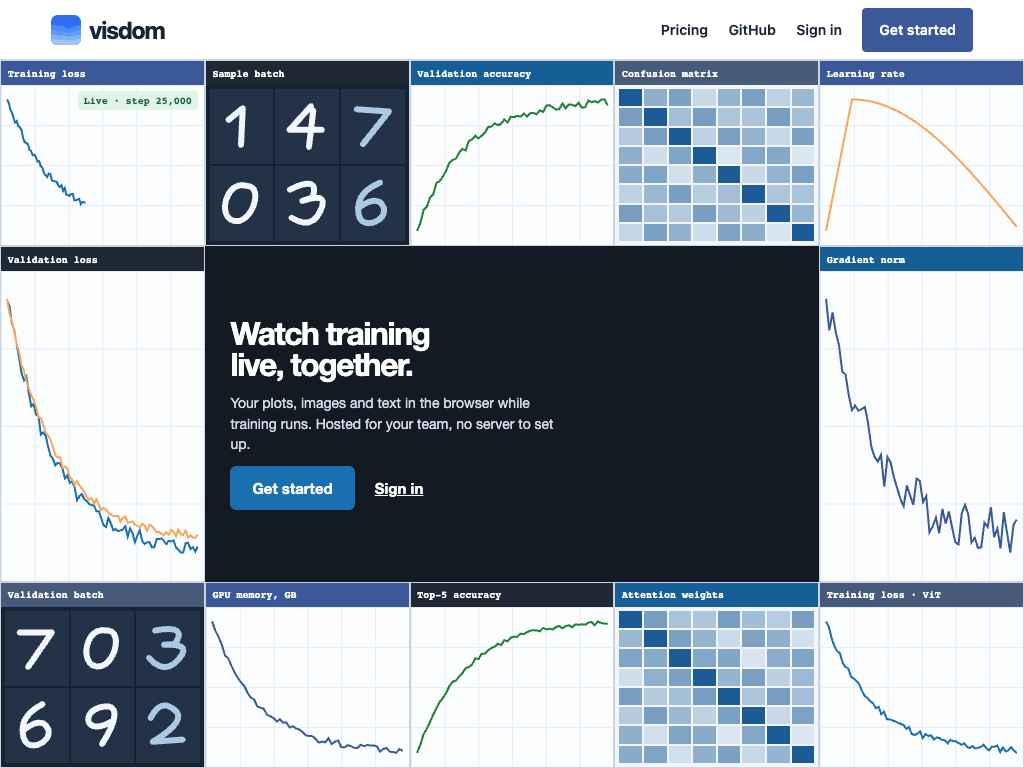 visdom
Pricing GitHub Sign in Get started
Training loss
Live · step 25,000
Sample batch
1 4 7
0 3 6
Validation accuracy
Confusion matrix
Learning rate
Validation loss
Watch training
live, together.
Your plots, images and text in the browser while
training runs. Hosted for your team, no server to set
up.
Get started Sign in
Gradient norm
Validation batch
7 0 3
6 9 2
GPU memory, GB
Top-5 accuracy
Attention weights
Training loss · ViT